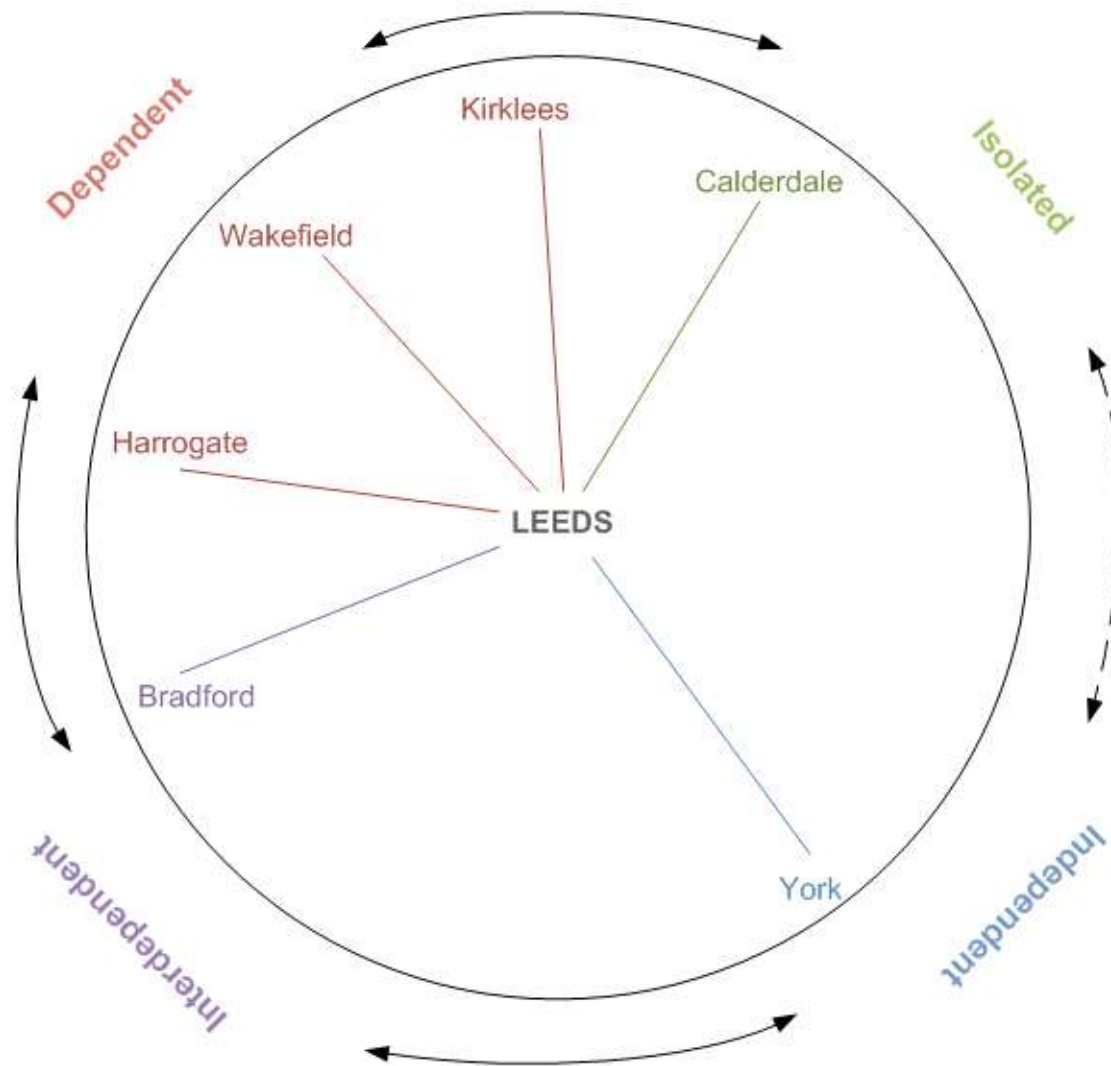 Kirklees
Dependent
Isolated
Calderdale
Wakefield
Harrogate
LEEDS
Bradford
York
Interdependent
Independent